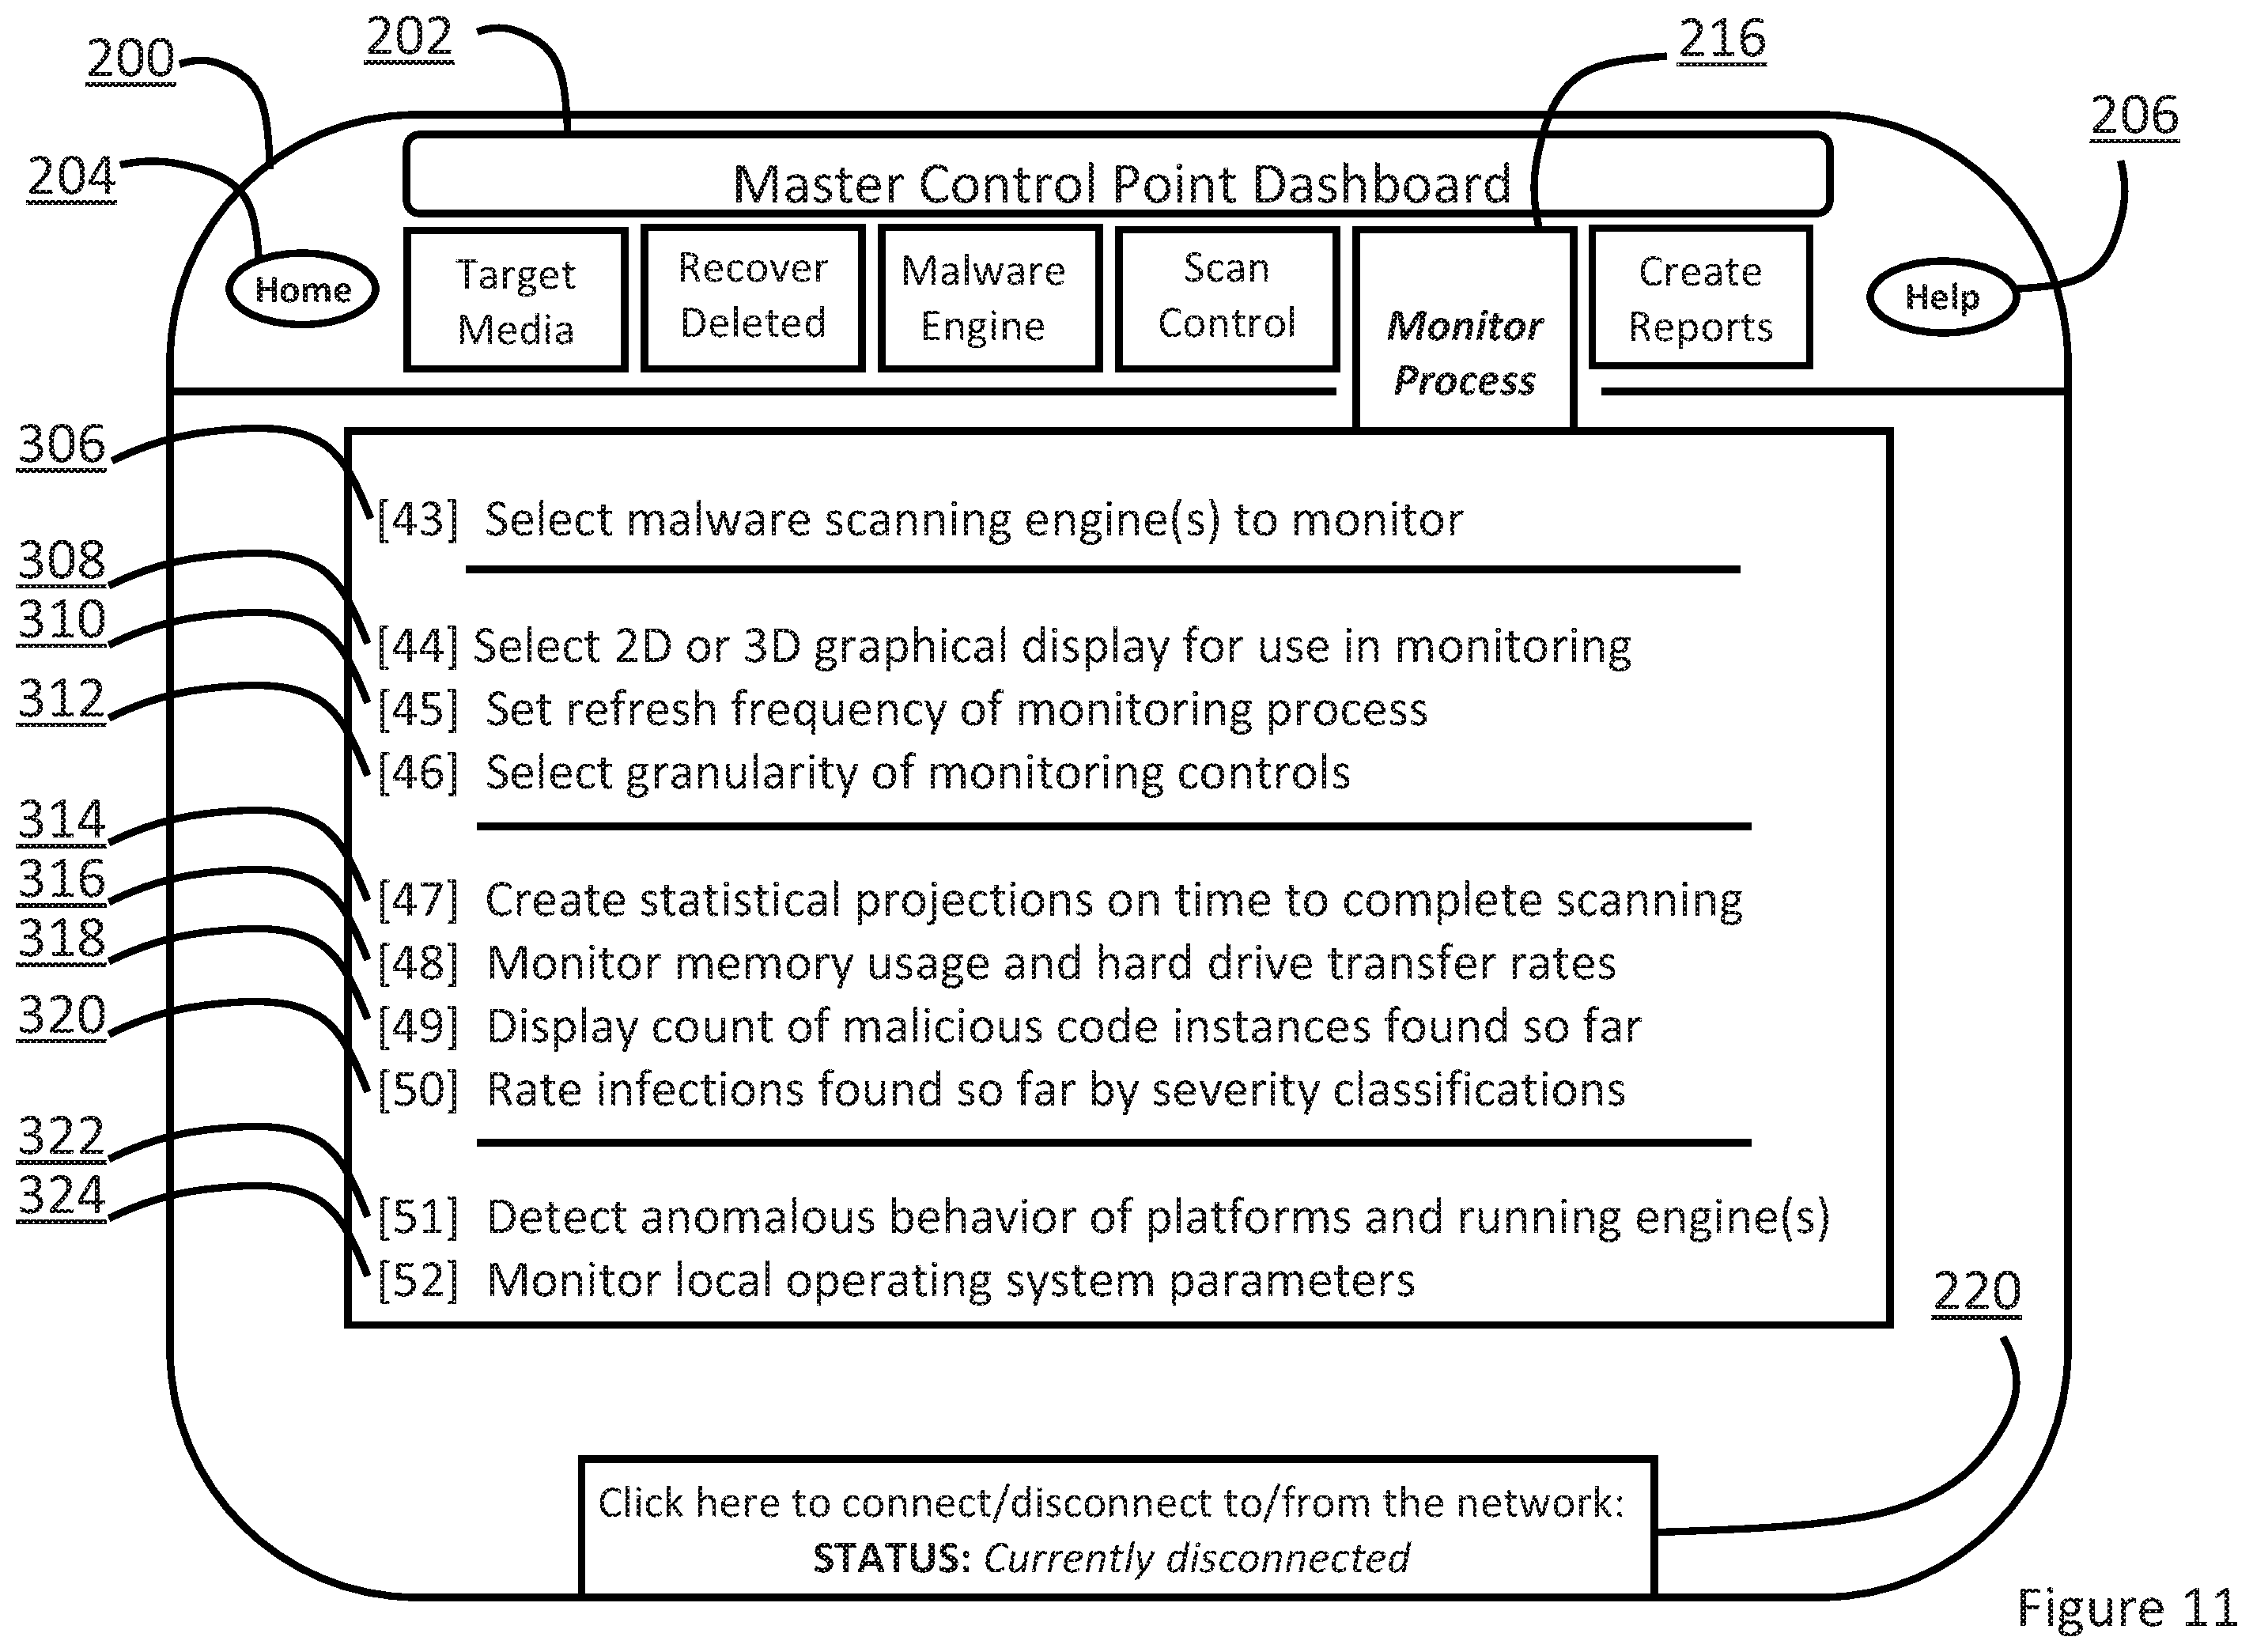 202
216
200
206
204
Master Control Point Dashboard
Home
Target
Media
Recover
Deleted
Malware
Engine
Scan
Control
Monitor
Process
Create
Reports
Help
306
[43] Select malware scanning engine(s) to monitor
308
310
[44] Select 2D or 3D graphical display for use in monitoring
312
[45] Set refresh frequency of monitoring process
[46] Select granularity of monitoring controls
314
316
[47] Create statistical projections on time to complete scanning
318
[48] Monitor memory usage and hard drive transfer rates
320
[49] Display count of malicious code instances found so far
[50] Rate infections found so far by severity classifications
322
324
[51] Detect anomalous behavior of platforms and running engine(s)
[52] Monitor local operating system parameters
220
Click here to connect/disconnect to/from the network:
STATUS: Currently disconnected
Figure 11